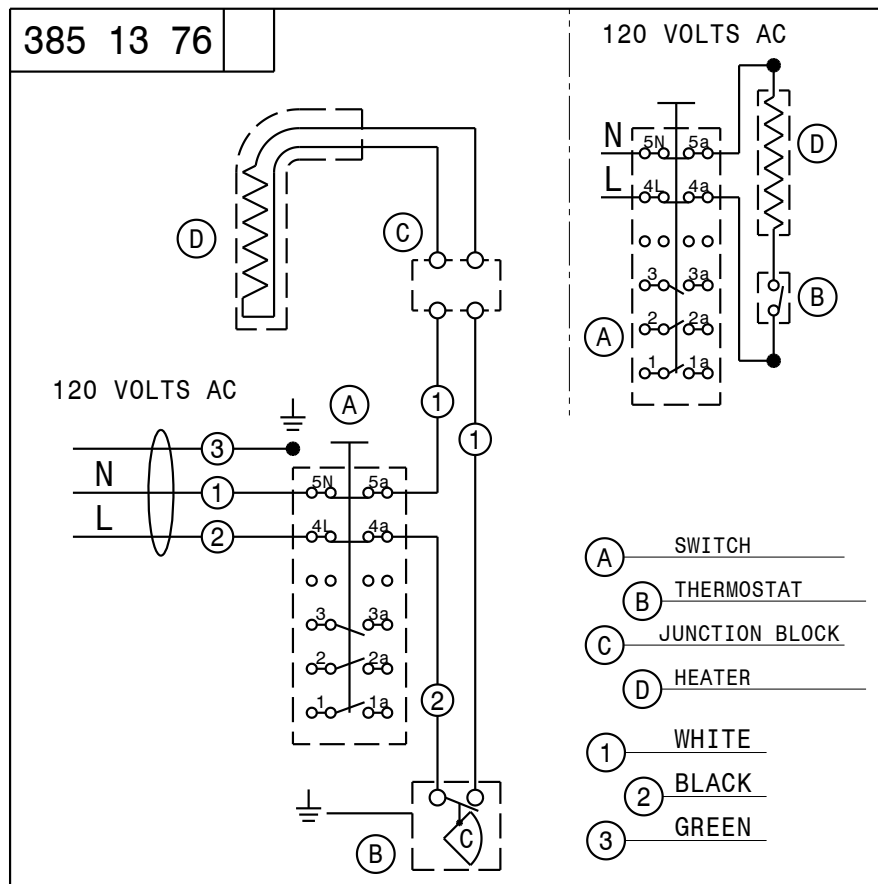 385 13 76
120 VOLTS AC
N 5N 5a
D
L 4L 4a
3 3a
B
A 2 2a
1 1a
D
C
120 VOLTS AC
A
1
1
3
N 1 5N 5a
L 2 4L 4a
3 3a
2 2a
1 1a
2
C
B
A SWITCH
B THERMOSTAT
C JUNCTION BLOCK
D HEATER
1 WHITE
2 BLACK
3 GREEN